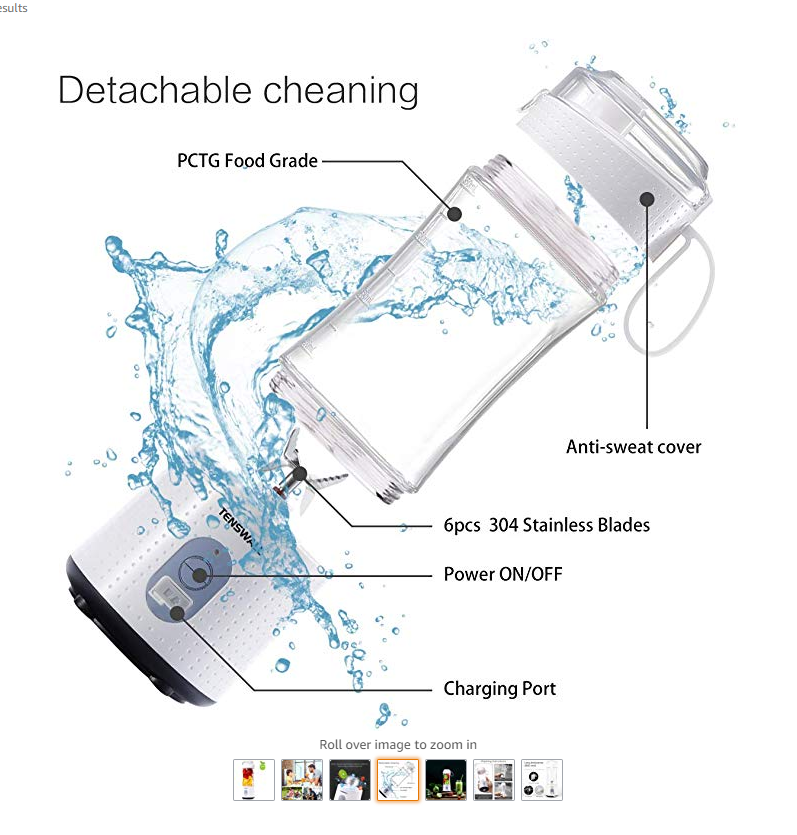 esults
Detachable cheaning
PCTG Food Grade
Anti-sweat cover
6pcs 304 Stainless Blades
TENSWA
Power ON/OFF
Charging Port
Roll over image to zoom in